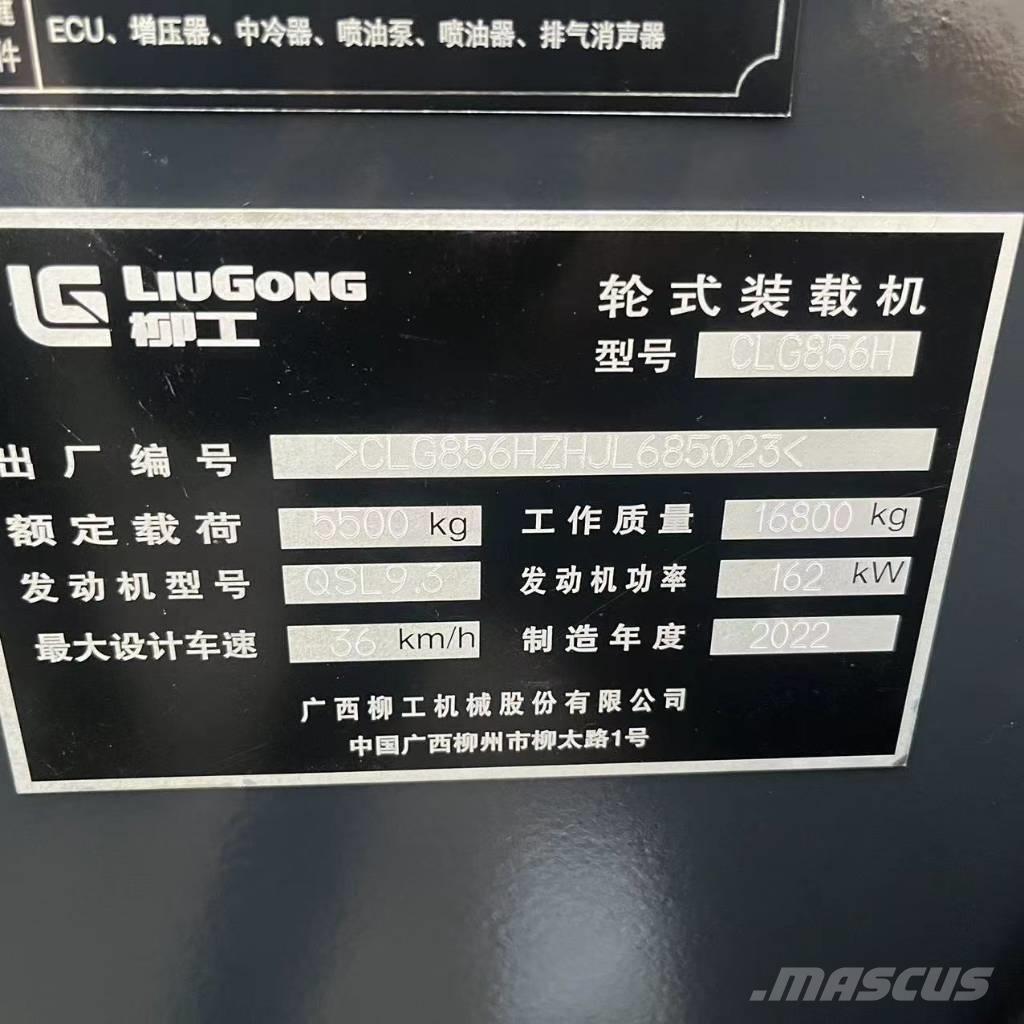 件
ECU、增压器、中冷器、喷油泵、喷油器、排气消声器
LG LIUGONG
柳工
轮式装载机
型号 CLG856H
出厂编号 >CLG856HZHJL685023<
额定载荷 5500 kg 工作质量 16800 kg
发动机型号 QSL9.3 发动机功率 162 kW
最大设计车速 36 km/h 制造年度 2022
广西柳工机械股份有限公司
中国广西柳州市柳太路1号
.MASCUS